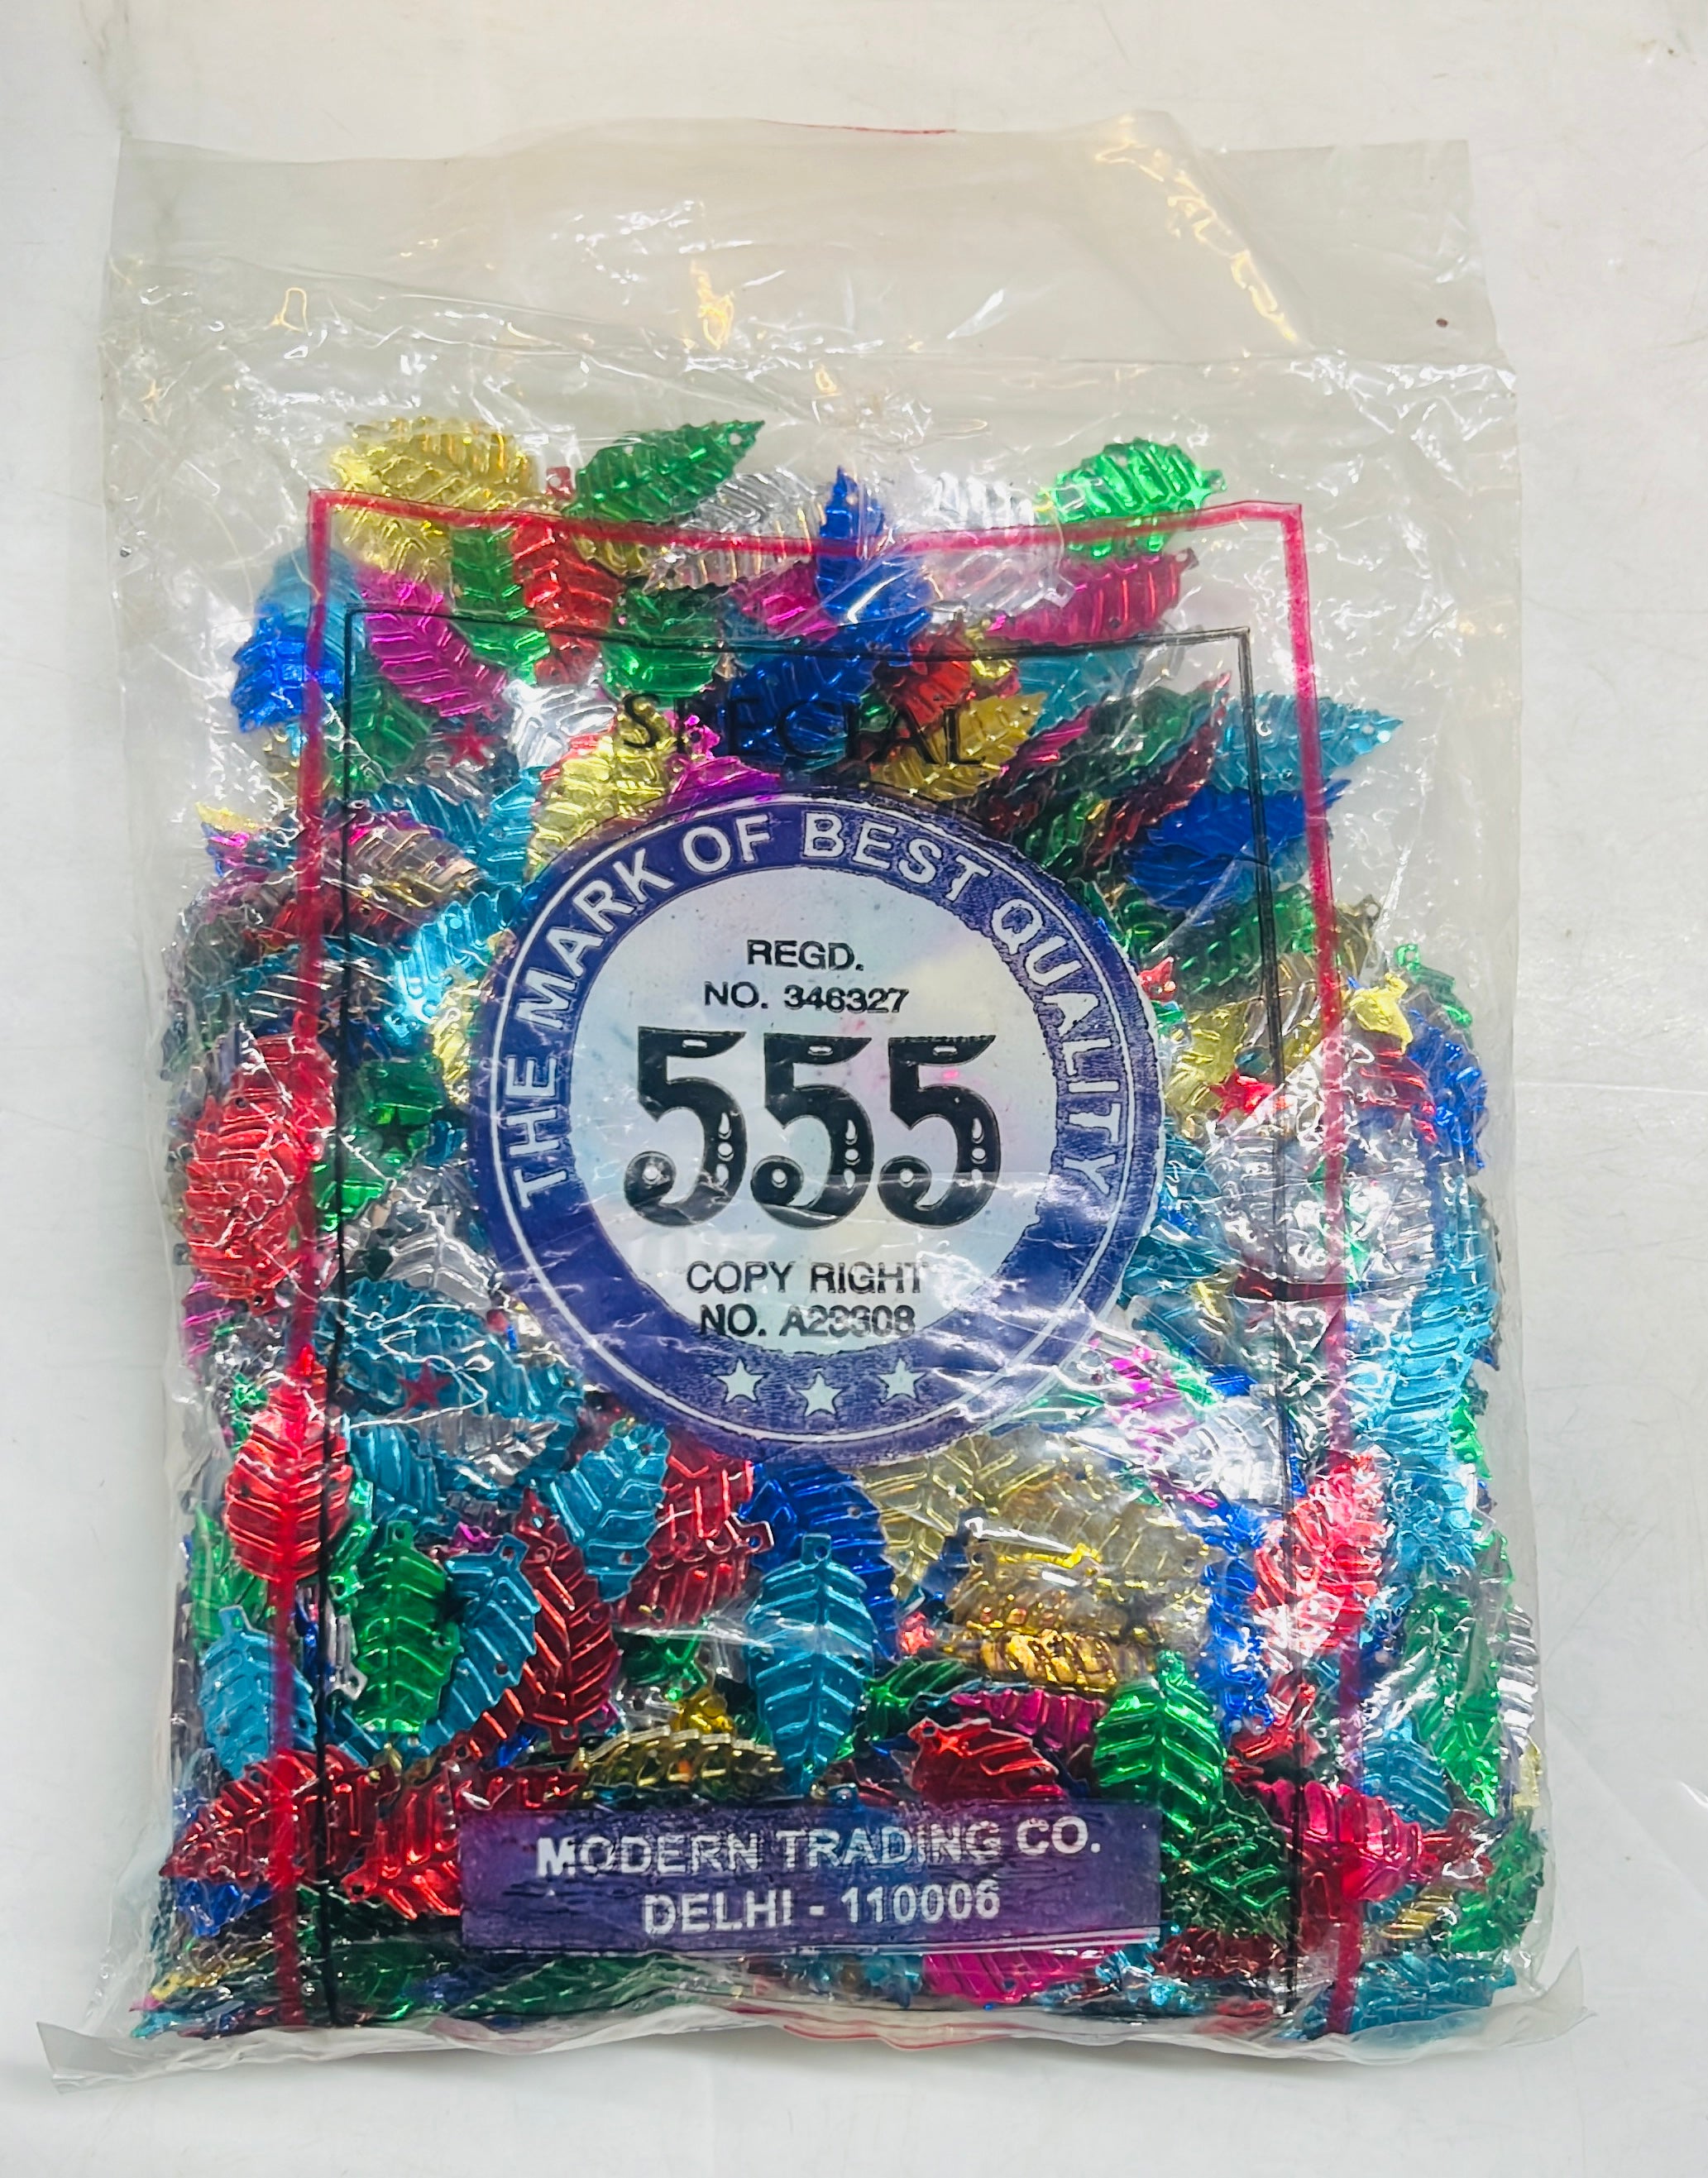 SPECIAL
THE MARK OF BEST QUALITY
REGD.
NO. 346327
555
COPY RIGHT
NO. A23308
MODERN TRADING CO.
DELHI - 110006